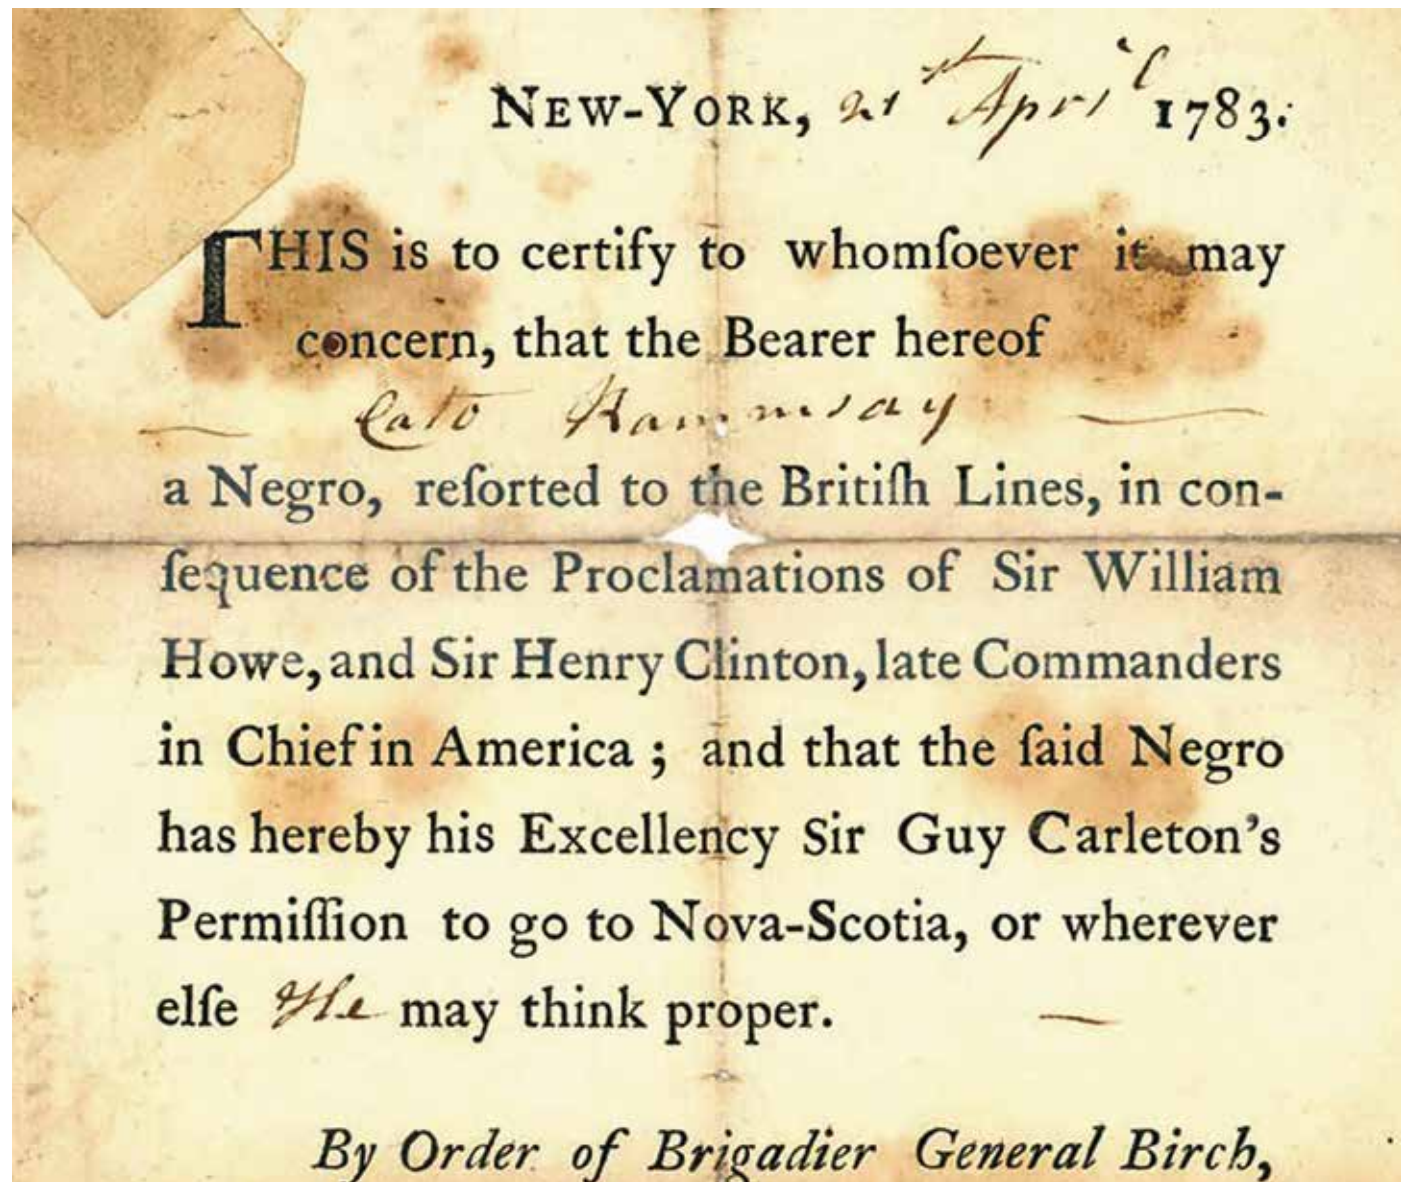 NEW-YORK, 21st April 1783.
THIS is to certify to whomſoever it may
concern, that the Bearer hereof
Cato Rammsay
a Negro, reſorted to the Britiſh Lines, in con-
ſequence of the Proclamations of Sir William
Howe, and Sir Henry Clinton, late Commanders
in Chief in America; and that the ſaid Negro
has hereby his Excellency Sir Guy Carleton's
Permiſſion to go to Nova-Scotia, or wherever
elſe He may think proper.
By Order of Brigadier General Birch,